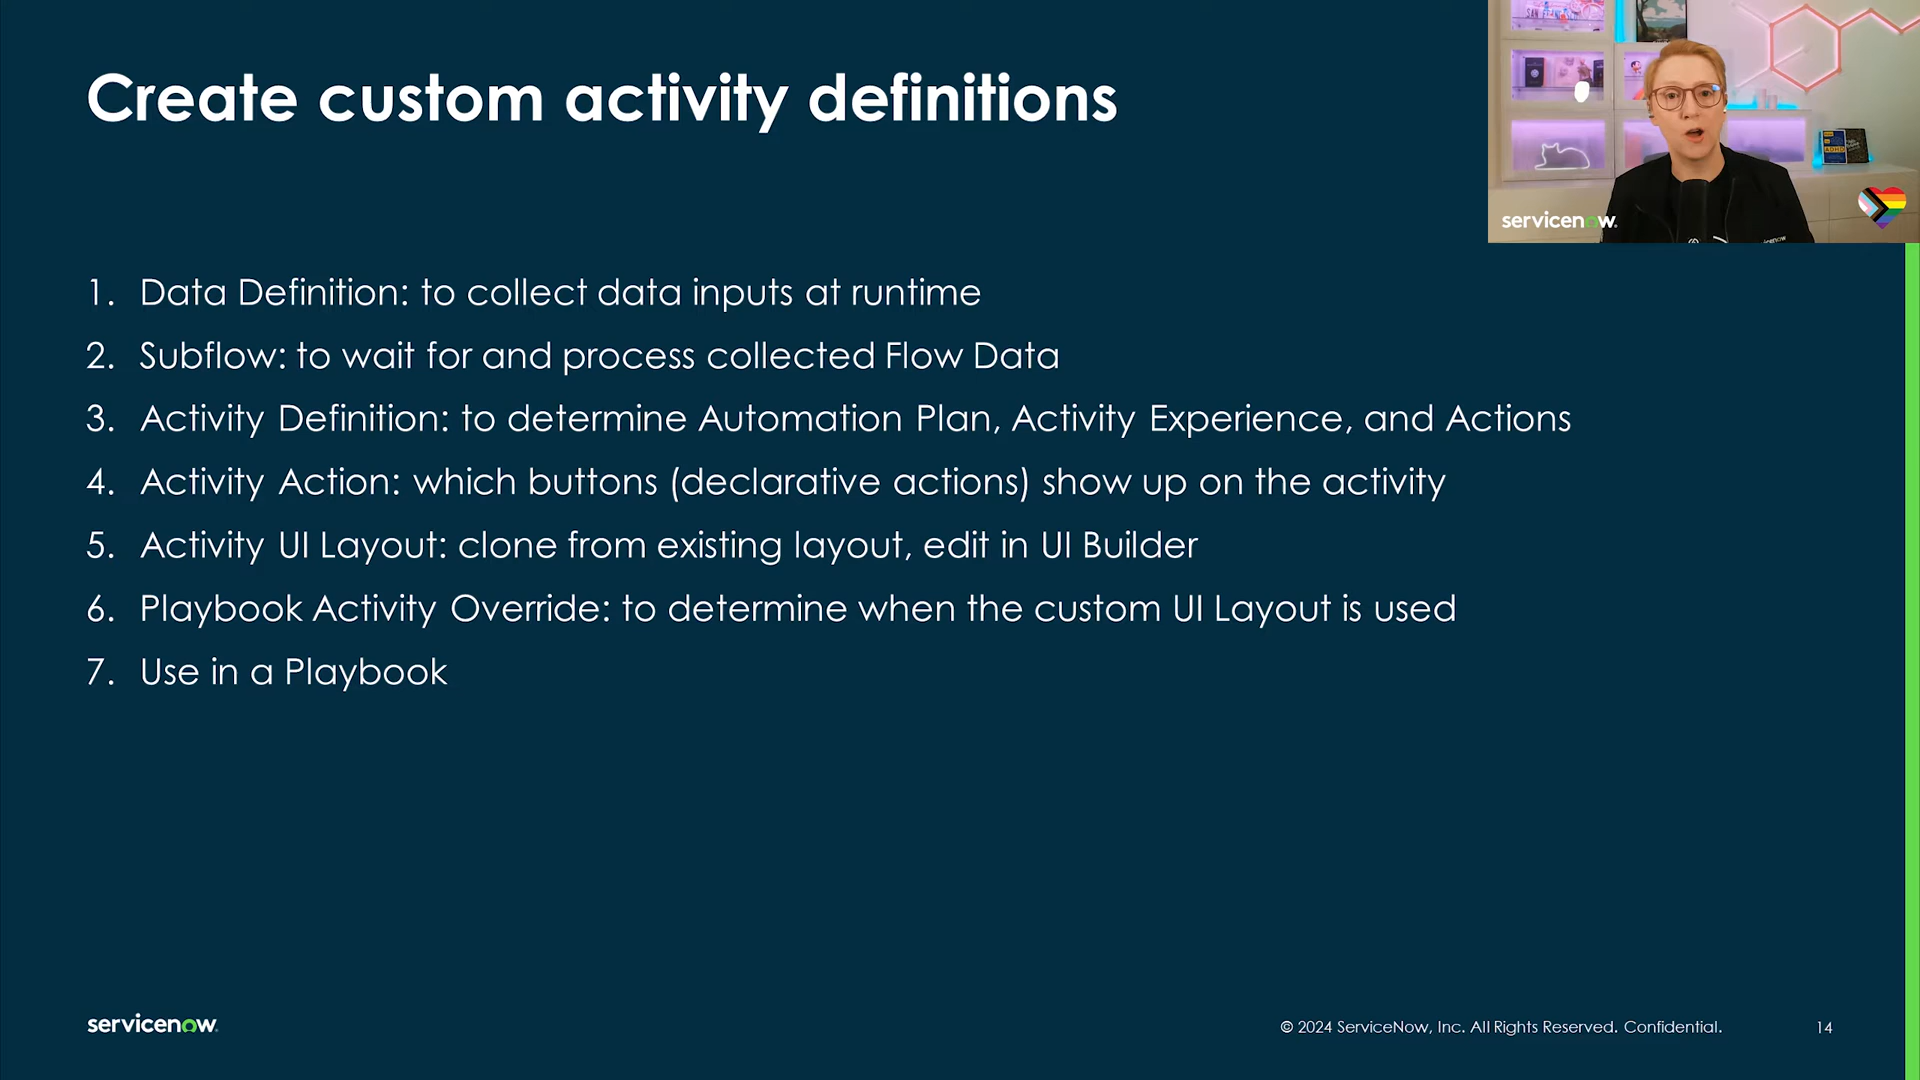 Create custom activity definitions
SAN FRANCISCO
ADHD
servicenow
1. Data Definition: to collect data inputs at runtime
2. Subflow: to wait for and process collected Flow Data
3. Activity Definition: to determine Automation Plan, Activity Experience, and Actions
4. Activity Action: which buttons (declarative actions) show up on the activity
5. Activity UI Layout: clone from existing layout, edit in UI Builder
6. Playbook Activity Override: to determine when the custom UI Layout is used
7. Use in a Playbook
servicenow
© 2024 ServiceNow, Inc. All Rights Reserved. Confidential.
14